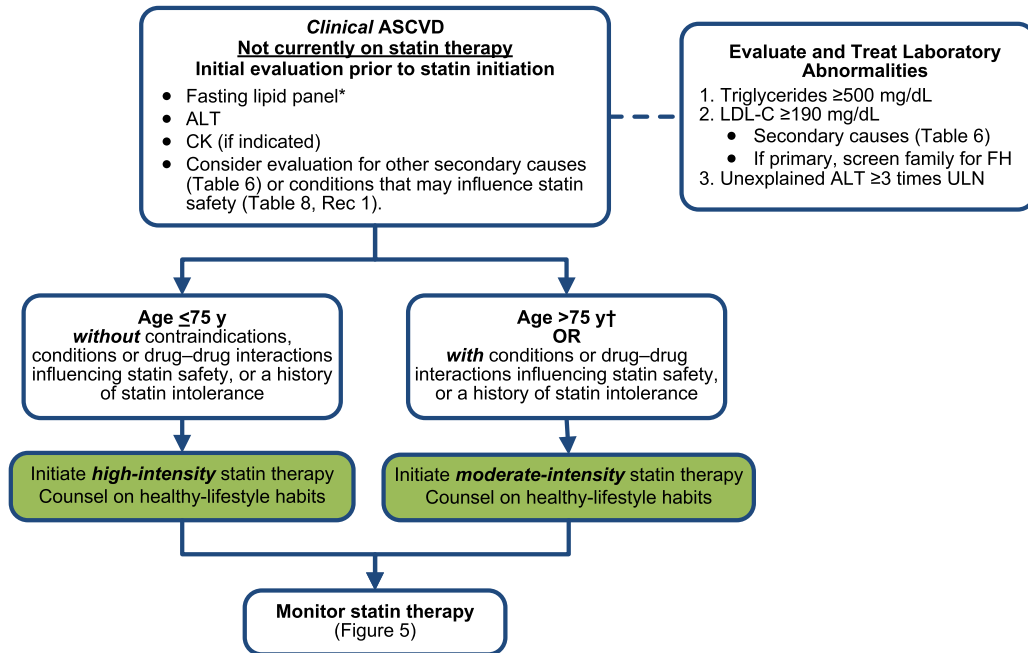 Clinical ASCVD
Not currently on statin therapy
Initial evaluation prior to statin initiation
• Fasting lipid panel*
• ALT
• CK (if indicated)
• Consider evaluation for other secondary causes
(Table 6) or conditions that may influence statin
safety (Table 8, Rec 1).
Evaluate and Treat Laboratory
Abnormalities
1. Triglycerides ≥500 mg/dL
2. LDL-C ≥190 mg/dL
• Secondary causes (Table 6)
• If primary, screen family for FH
3. Unexplained ALT ≥3 times ULN
Age ≤75 y
without contraindications,
conditions or drug–drug interactions
influencing statin safety, or a history
of statin intolerance
Age >75 y†
OR
with conditions or drug–drug
interactions influencing statin safety,
or a history of statin intolerance
Initiate high-intensity statin therapy
Counsel on healthy-lifestyle habits
Initiate moderate-intensity statin therapy
Counsel on healthy-lifestyle habits
Monitor statin therapy
(Figure 5)